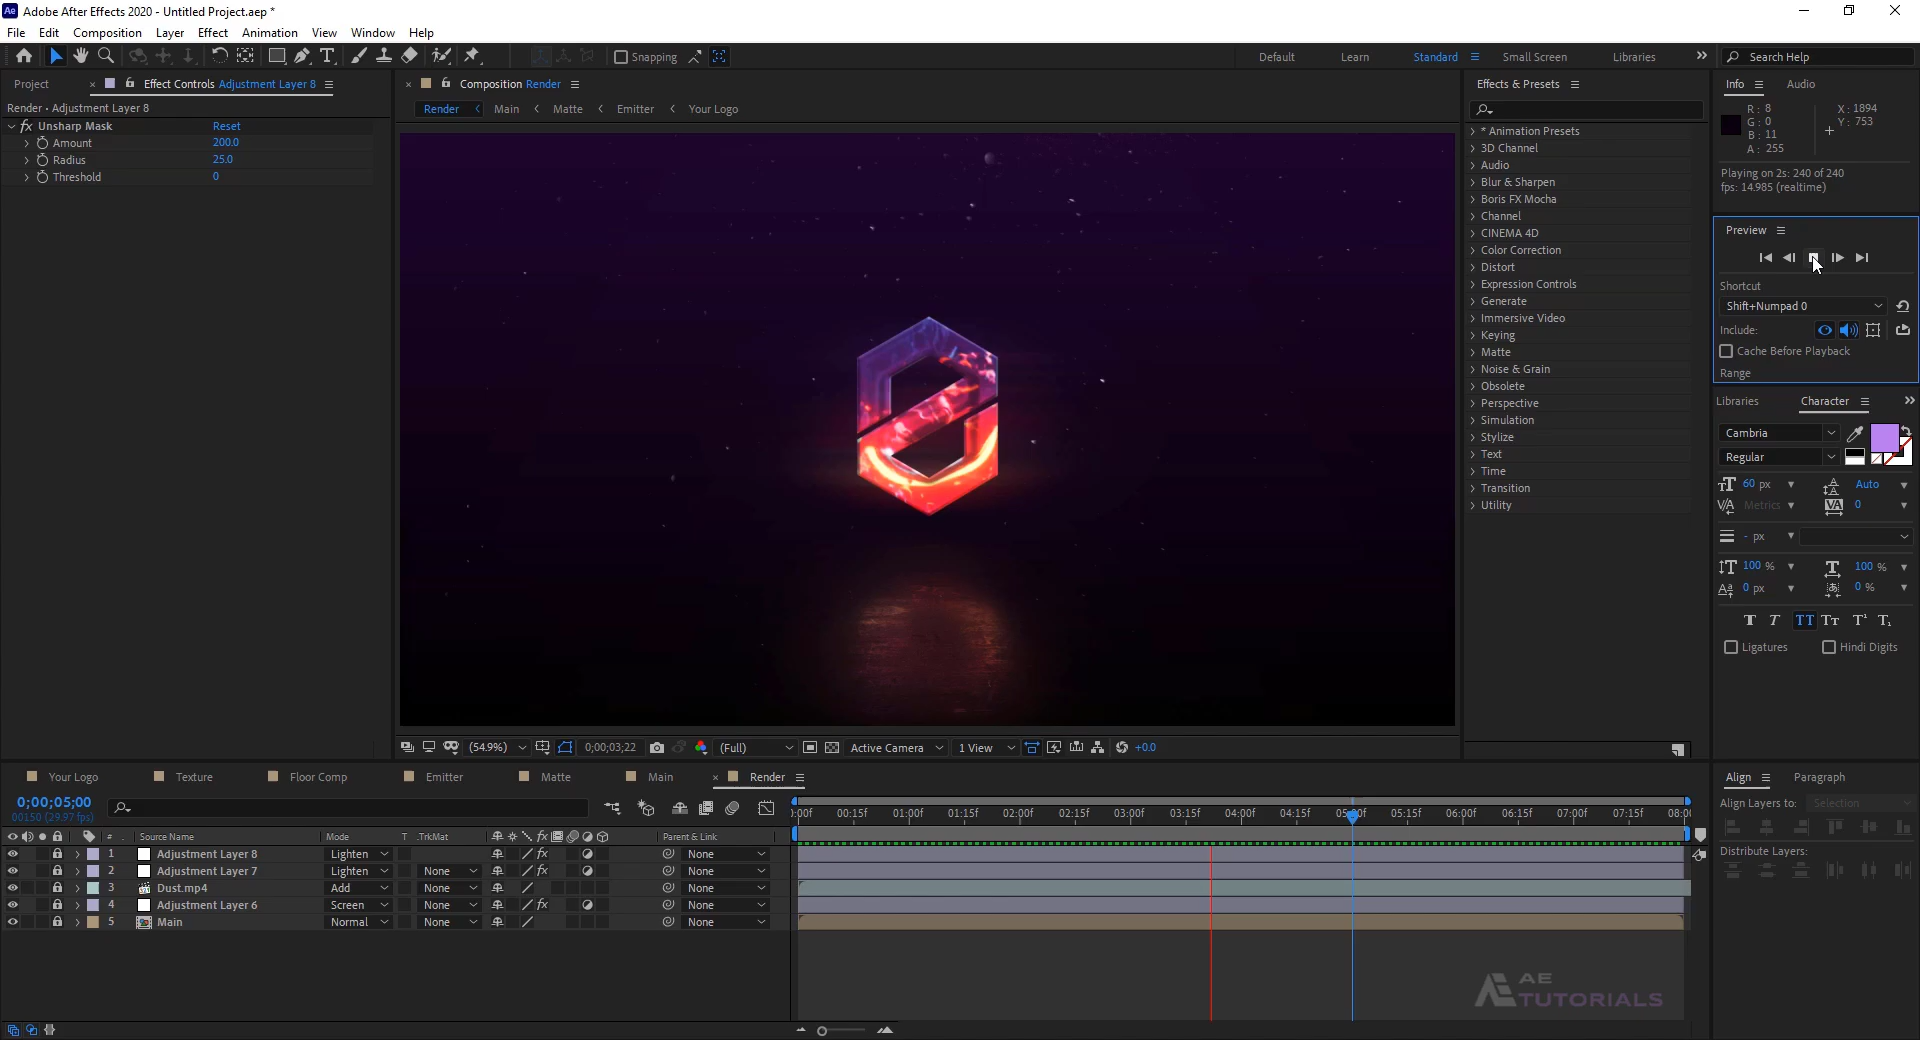 Ae Adobe After Effects 2020 - Untitled Project.aep *
File Edit Composition Layer Effect Animation View Window Help
Snapping
Default Learn Standard Small Screen Libraries
Search Help
Project Effect Controls Adjustment Layer 8
Render • Adjustment Layer 8
fx Unsharp Mask Reset
Amount 200.0
Radius 25.0
Threshold 0
Composition Render
Render Main Matte Emitter Your Logo
(54.9%) 0;00;03;22 (Full) Active Camera 1 View +0.0
Effects & Presets
* Animation Presets
3D Channel
Audio
Blur & Sharpen
Boris FX Mocha
Channel
CINEMA 4D
Color Correction
Distort
Expression Controls
Generate
Immersive Video
Keying
Matte
Noise & Grain
Obsolete
Perspective
Simulation
Stylize
Text
Time
Transition
Utility
Info Audio
R: 8 X: 1894
G: 0 Y: 753
B: 11
A: 255
Playing on 2s: 240 of 240
fps: 14.985 (realtime)
Preview
Shortcut
Shift+Numpad 0
Include:
Cache Before Playback
Range
Libraries Character
Cambria
Regular
60 px Auto
Metrics 0
- px
100 % 100 %
0 px 0 %
Ligatures Hindi Digits
Your Logo Texture Floor Comp Emitter Matte Main Render
0;00;05;00
00150 (29.97 fps)
# Source Name Mode T .TrkMat Parent & Link
1 Adjustment Layer 8 Lighten None
2 Adjustment Layer 7 Lighten None None
3 Dust.mp4 Add None None
4 Adjustment Layer 6 Screen None None
5 Main Normal None None
):00f 00:15f 01:00f 01:15f 02:00f 02:15f 03:00f 03:15f 04:00f 04:15f 05:00f 05:15f 06:00f 06:15f 07:00f 07:15f 08:00
AE
TUTORIALS
Align Paragraph
Align Layers to: Selection
Distribute Layers: